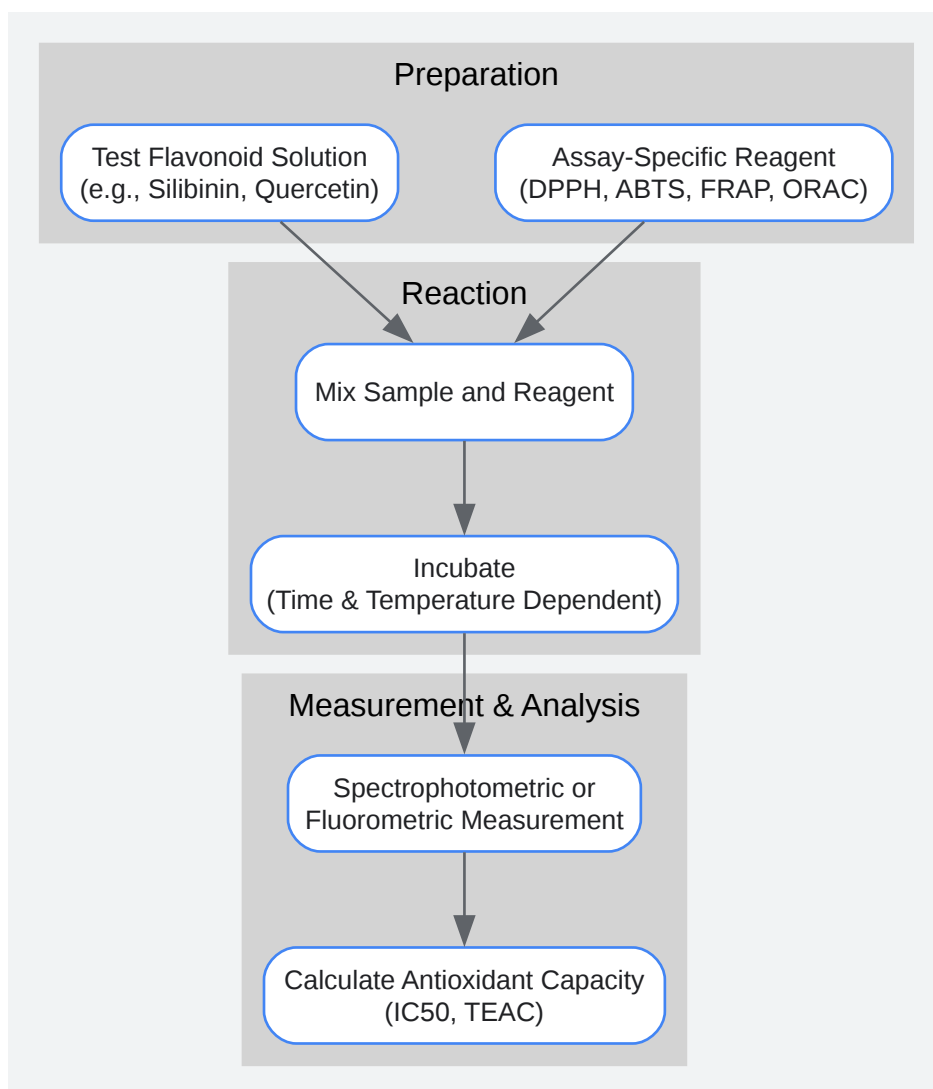 Preparation
Test Flavonoid Solution
(e.g., Silibinin, Quercetin)
Assay-Specific Reagent
(DPPH, ABTS, FRAP, ORAC)
Reaction
Mix Sample and Reagent
Incubate
(Time & Temperature Dependent)
Measurement & Analysis
Spectrophotometric or
Fluorometric Measurement
Calculate Antioxidant Capacity
(IC50, TEAC)